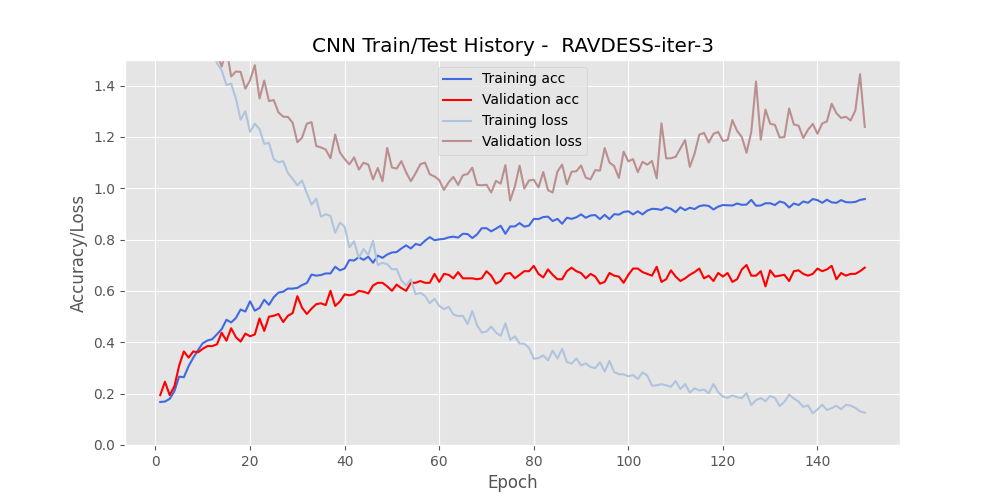 CNN Train/Test History -  RAVDESS-iter-3
Training acc
Validation acc
Training loss
Validation loss
Accuracy/Loss
1.4
1.2
1.0
0.8
0.6
0.4
0.2
0.0
0 20 40 60 80 100 120 140
Epoch